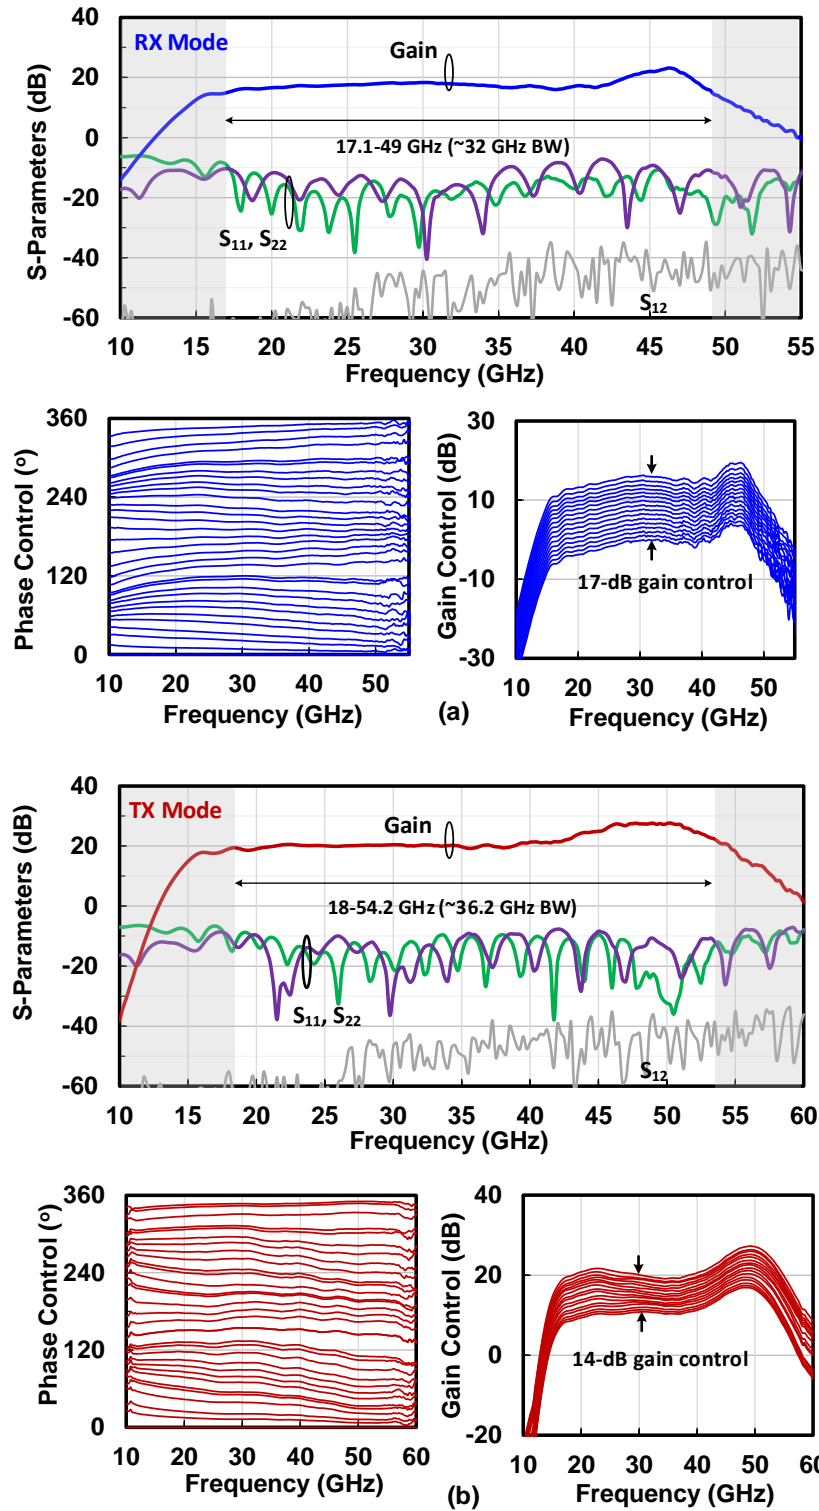 RX Mode
Gain
S-Parameters (dB)
40
20
0
-20
-40
-60
17.1-49 GHz (~32 GHz BW)
S11, S22
S12
10 15 20 25 30 35 40 45 50 55
Frequency (GHz)
Phase Control (º)
360
240
120
0
10 20 30 40 50
Frequency (GHz)
Gain Control (dB)
30
10
-10
-30
17-dB gain control
10 20 30 40 50
Frequency (GHz)
(a)
TX Mode
Gain
S-Parameters (dB)
40
20
0
-20
-40
-60
18-54.2 GHz (~36.2 GHz BW)
S11, S22
S12
10 15 20 25 30 35 40 45 50 55 60
Frequency (GHz)
Phase Control (º)
360
240
120
0
10 20 30 40 50 60
Frequency (GHz)
Gain Control (dB)
40
20
0
-20
14-dB gain control
10 20 30 40 50 60
Frequency (GHz)
(b)